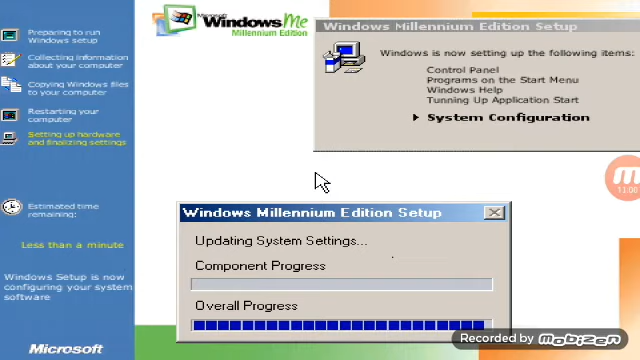 Preparing to run
Windows setup
Collecting information
about your computer
Copying Windows files
to your computer
Restarting your
computer
Setting up hardware
and finalizing settings
Estimated time
remaining:
Less than a minute
Windows Setup is now
configuring your system
software
Microsoft
Microsoft
Windows Me
Millennium Edition
Windows Millennium Edition Setup
Windows is now setting up the following items:
Control Panel
Programs on the Start Menu
Windows Help
Tunning Up Application Start
System Configuration
11:00
Windows Millennium Edition Setup
Updating System Settings...
Component Progress
Overall Progress
Recorded by
MOBIZEN